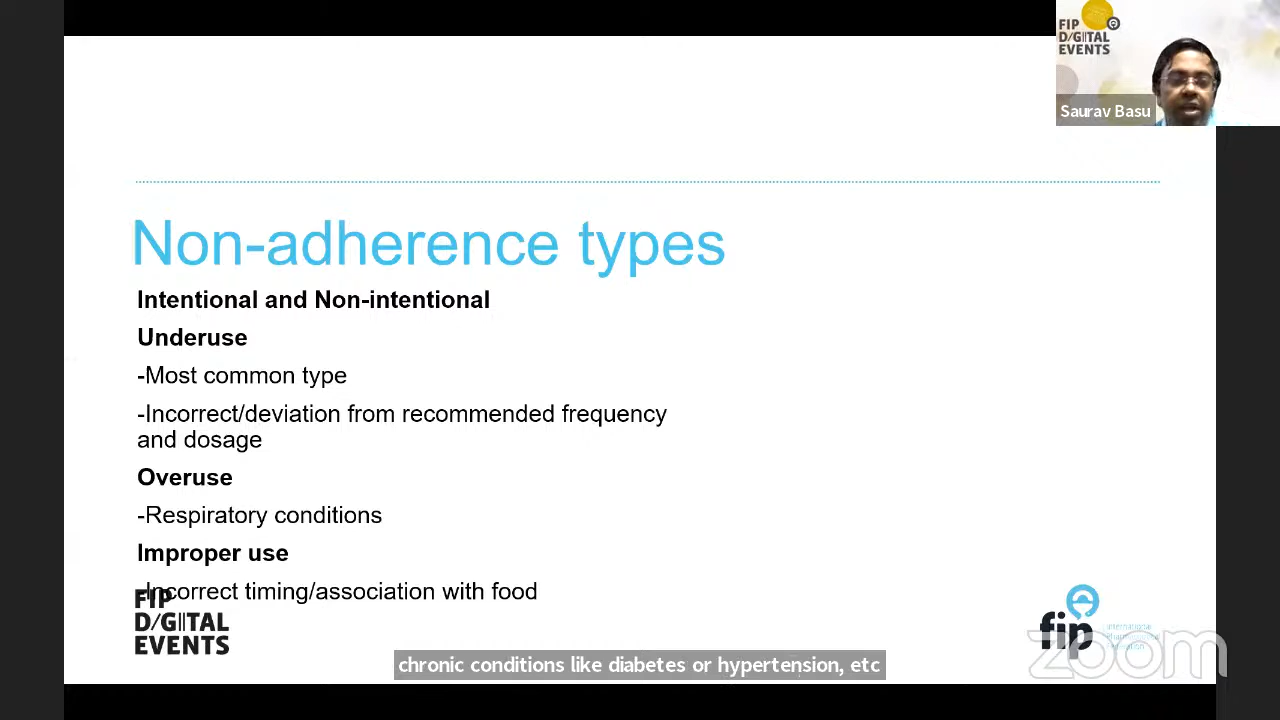 FIP
DIGITAL
EVENTS
Saurav Basu
Non-adherence types
Intentional and Non-intentional
Underuse
-Most common type
-Incorrect/deviation from recommended frequency
and dosage
Overuse
-Respiratory conditions
Improper use
-Incorrect timing/association with food
FIP
D/GITAL
EVENTS
fip
International
Pharmaceutical
Federation
zoom
chronic conditions like diabetes or hypertension, etc